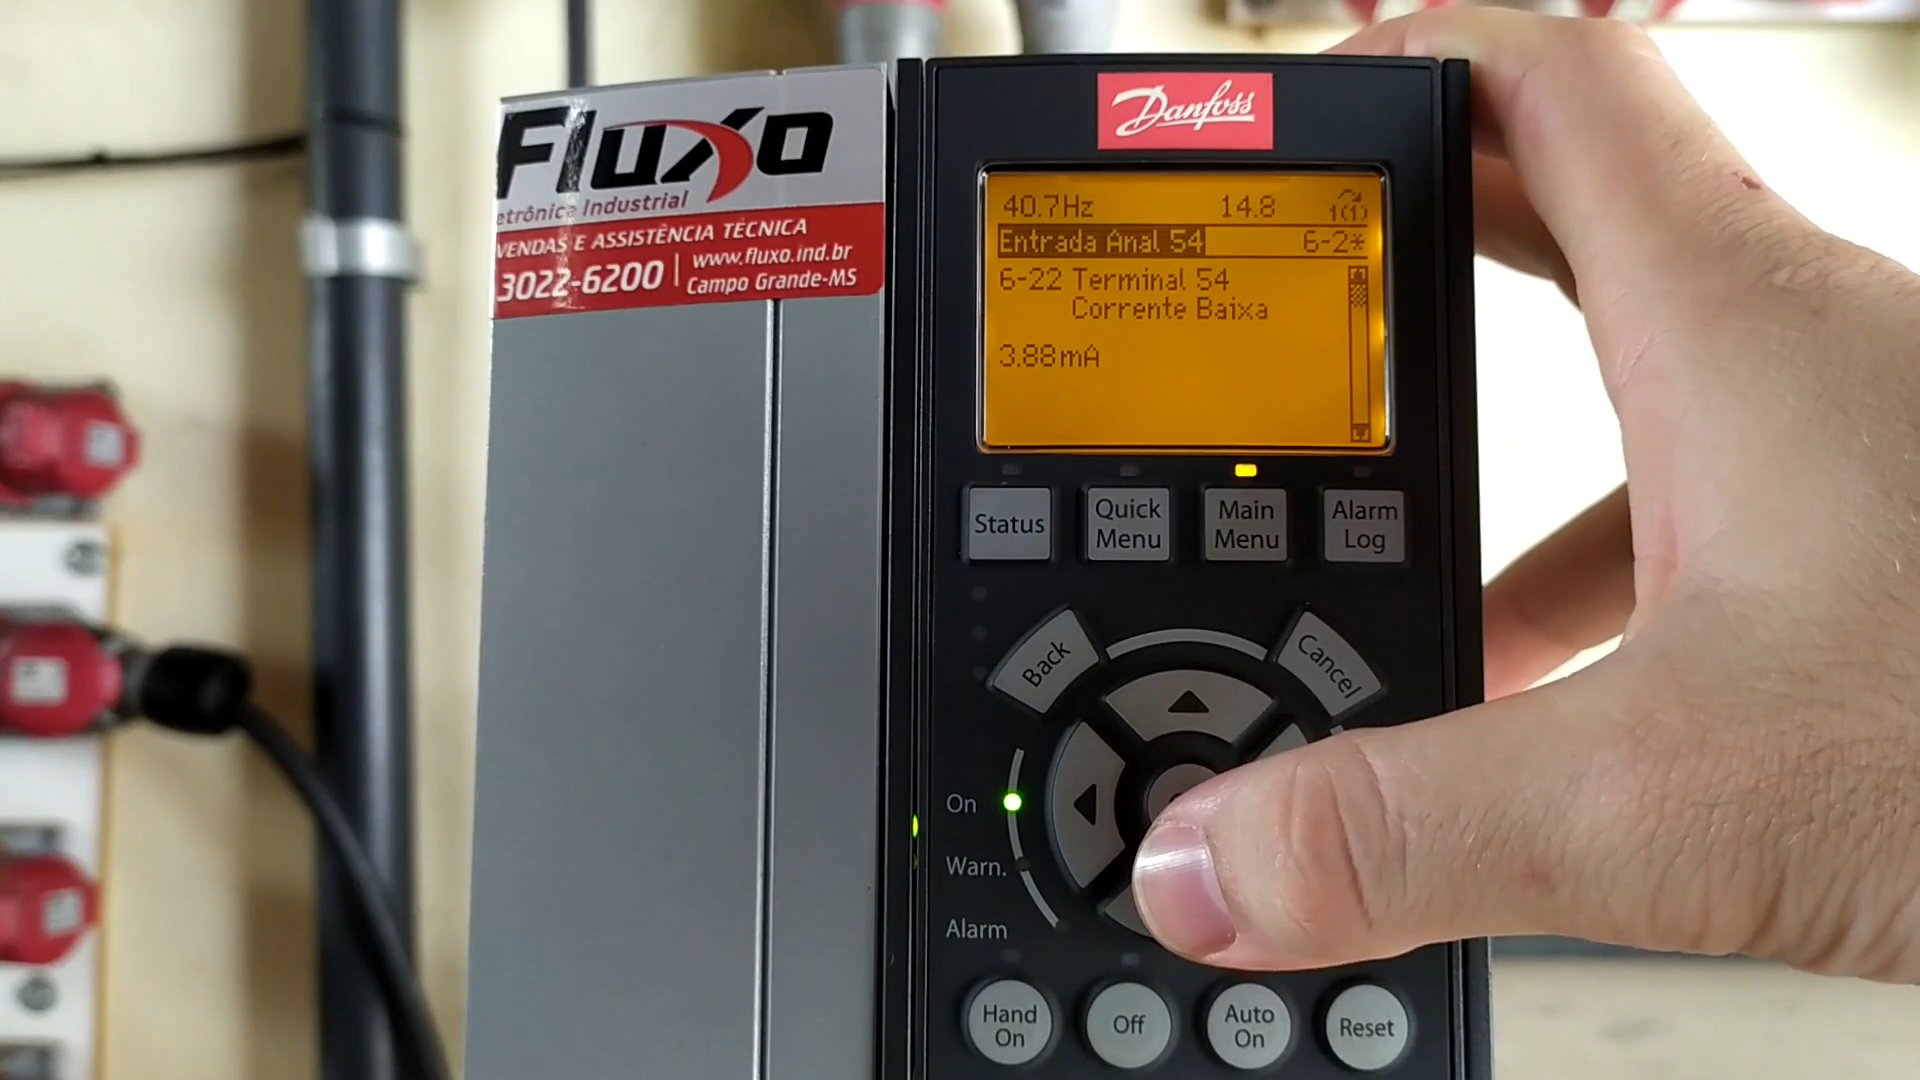 Fluxo
etrônica Industrial
VENDAS E ASSISTÊNCIA TÉCNICA
3022-6200
www.fluxo.ind.br
Campo Grande-MS
Danfoss
40.7Hz 14.8 1(1)
Entrada Anal 54 6-2*
6-22 Terminal 54
Corrente Baixa
3.88mA
Status
Quick Menu
Main Menu
Alarm Log
Back
Cancel
On
Warn.
Alarm
Hand On
Off
Auto On
Reset